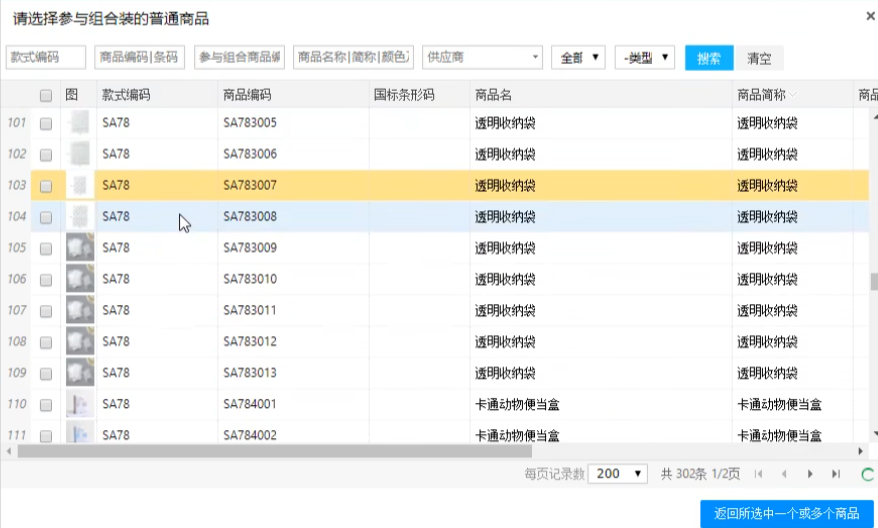 请选择参与组合装的普通商品
款式编码 商品编码|条码 参与组合商品编 商品名称|简称|颜色 供应商 全部 -类型 搜索 清空
图 款式编码 商品编码 国标条形码 商品名 商品简称 商品
101 SA78 SA783005 透明收纳袋 透明收纳袋
102 SA78 SA783006 透明收纳袋 透明收纳袋
103 SA78 SA783007 透明收纳袋 透明收纳袋
104 SA78 SA783008 透明收纳袋 透明收纳袋
105 SA78 SA783009 透明收纳袋 透明收纳袋
106 SA78 SA783010 透明收纳袋 透明收纳袋
107 SA78 SA783011 透明收纳袋 透明收纳袋
108 SA78 SA783012 透明收纳袋 透明收纳袋
109 SA78 SA783013 透明收纳袋 透明收纳袋
110 SA78 SA784001 卡通动物便当盒 卡通动物便当盒
111 SA78 SA784002 卡通动物便当盒 卡通动物便当盒
每页记录数 200 共 302条 1/2页
返回所选中一个或多个商品